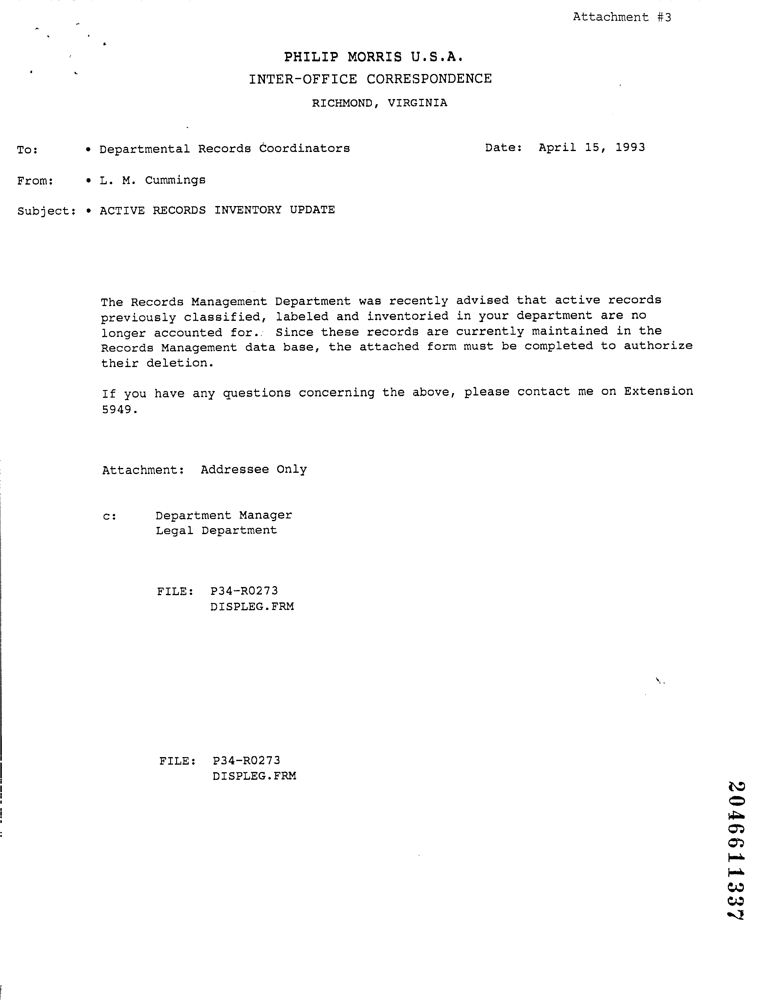 Attachment #3
PHILIP MORRIS U.S.A.
INTER-OFFICE CORRESPONDENCE
RICHMOND, VIRGINIA
To: • Departmental Records Coordinators Date: April 15, 1993
From: • L. M. Cummings
Subject: • ACTIVE RECORDS INVENTORY UPDATE
The Records Management Department was recently advised that active records
previously classified, labeled and inventoried in your department are no
longer accounted for. Since these records are currently maintained in the
Records Management data base, the attached form must be completed to authorize
their deletion.
If you have any questions concerning the above, please contact me on Extension
5949.
Attachment: Addressee Only
c: Department Manager
Legal Department
FILE: P34-R0273
DISPLEG.FRM
FILE: P34-R0273
DISPLEG.FRM
2046611337